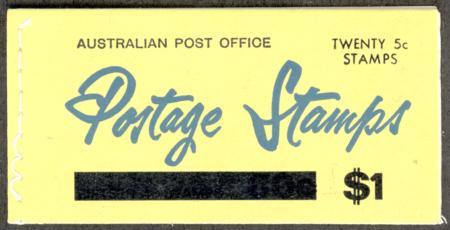 AUSTRALIAN POST OFFICE
TWENTY 5c
STAMPS
Postage Stamps
$1